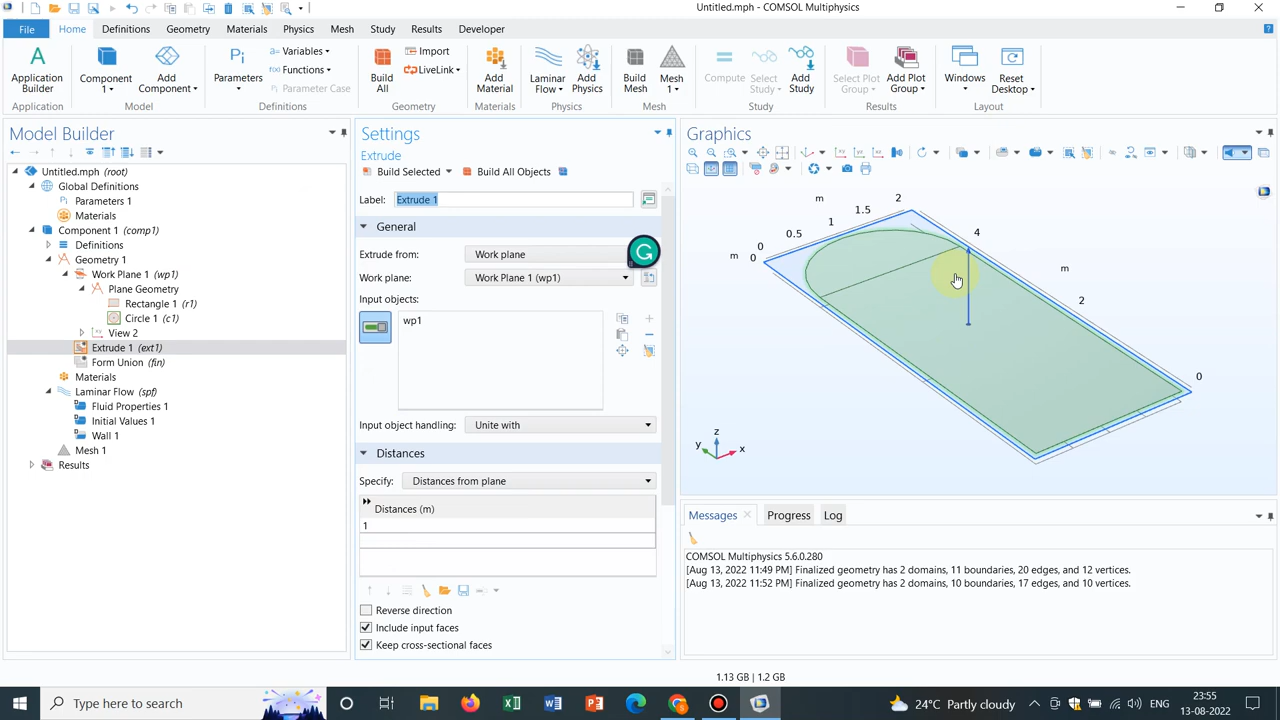 Untitled.mph - COMSOL Multiphysics
File Home Definitions Geometry Materials Physics Mesh Study Results Developer
Application Builder
Component 1
Add Component
Parameters
Variables
Functions
Parameter Case
Build All
Import
LiveLink
Add Material
Laminar Flow
Add Physics
Build Mesh
Mesh 1
Compute
Select Study
Add Study
Select Plot Group
Add Plot Group
Windows
Reset Desktop
Application Model Definitions Geometry Materials Physics Mesh Study Results Layout
Model Builder
Untitled.mph (root)
Global Definitions
Parameters 1
Materials
Component 1 (comp1)
Definitions
Geometry 1
Work Plane 1 (wp1)
Plane Geometry
Rectangle 1 (r1)
Circle 1 (c1)
View 2
Extrude 1 (ext1)
Form Union (fin)
Materials
Laminar Flow (spf)
Fluid Properties 1
Initial Values 1
Wall 1
Mesh 1
Results
Settings
Extrude
Build Selected Build All Objects
Label: Extrude 1
General
Extrude from: Work plane
Work plane: Work Plane 1 (wp1)
Input objects:
wp1
Input object handling: Unite with
Distances
Specify: Distances from plane
Distances (m)
1
Reverse direction
Include input faces
Keep cross-sectional faces
Graphics
m 2
1.5
1
0.5
0
m 0
4
m
2
0
z
y x
Messages Progress Log
COMSOL Multiphysics 5.6.0.280
[Aug 13, 2022 11:49 PM] Finalized geometry has 2 domains, 11 boundaries, 20 edges, and 12 vertices.
[Aug 13, 2022 11:52 PM] Finalized geometry has 2 domains, 10 boundaries, 17 edges, and 10 vertices.
1.13 GB | 1.2 GB
Type here to search
24°C Partly cloudy
ENG
23:55
13-08-2022